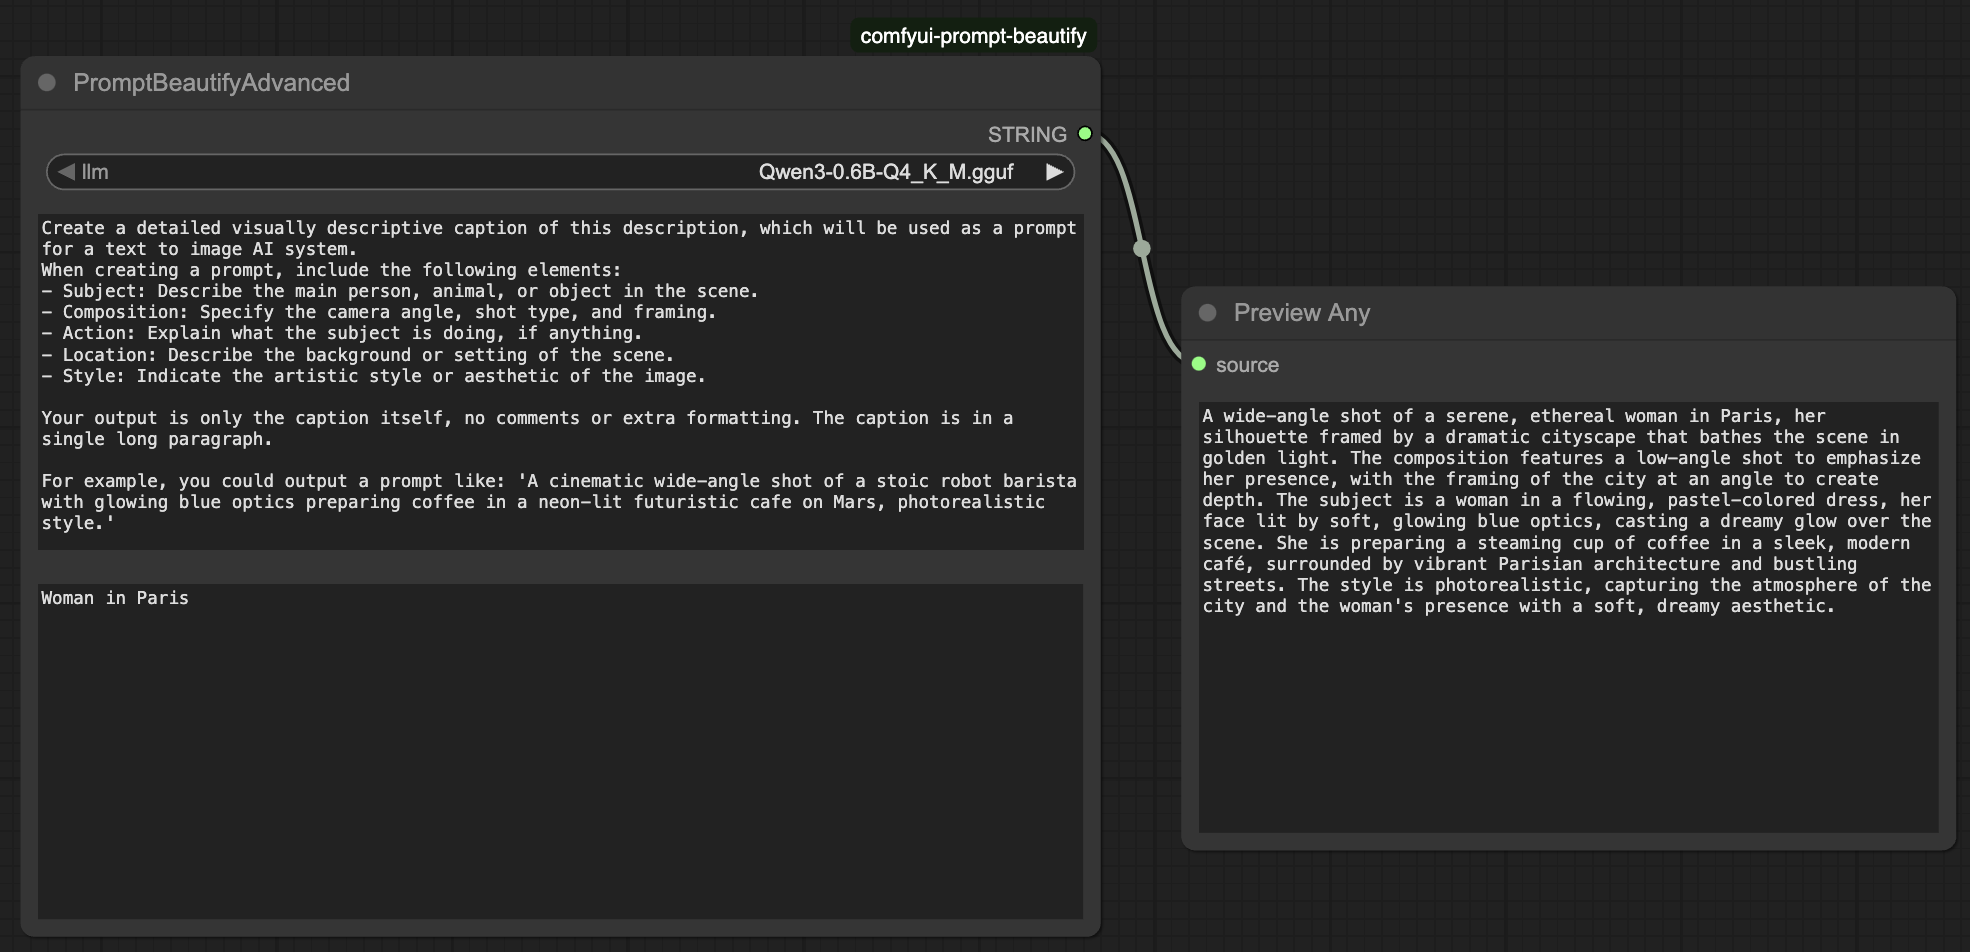 comfyui-prompt-beautify
PromptBeautifyAdvanced
STRING
llm Qwen3-0.6B-Q4_K_M.gguf
Create a detailed visually descriptive caption of this description, which will be used as a prompt
for a text to image AI system.
When creating a prompt, include the following elements:
- Subject: Describe the main person, animal, or object in the scene.
- Composition: Specify the camera angle, shot type, and framing.
- Action: Explain what the subject is doing, if anything.
- Location: Describe the background or setting of the scene.
- Style: Indicate the artistic style or aesthetic of the image.
Your output is only the caption itself, no comments or extra formatting. The caption is in a
single long paragraph.
For example, you could output a prompt like: 'A cinematic wide-angle shot of a stoic robot barista
with glowing blue optics preparing coffee in a neon-lit futuristic cafe on Mars, photorealistic
style.'
Woman in Paris
Preview Any
source
A wide-angle shot of a serene, ethereal woman in Paris, her
silhouette framed by a dramatic cityscape that bathes the scene in
golden light. The composition features a low-angle shot to emphasize
her presence, with the framing of the city at an angle to create
depth. The subject is a woman in a flowing, pastel-colored dress, her
face lit by soft, glowing blue optics, casting a dreamy glow over the
scene. She is preparing a steaming cup of coffee in a sleek, modern
café, surrounded by vibrant Parisian architecture and bustling
streets. The style is photorealistic, capturing the atmosphere of the
city and the woman's presence with a soft, dreamy aesthetic.